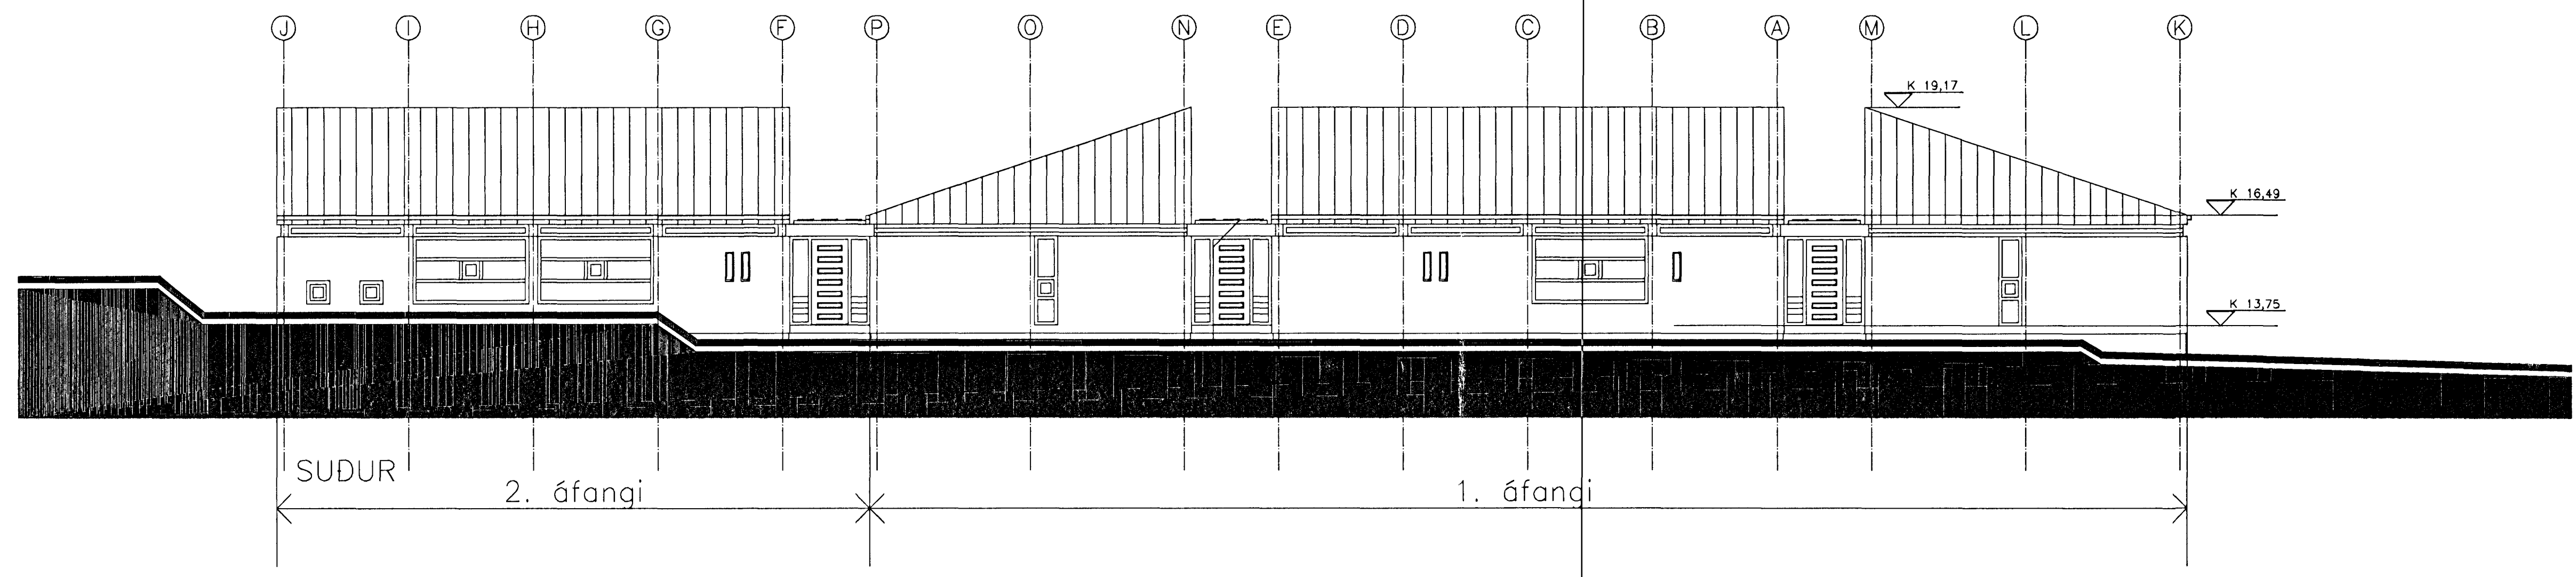 J I H G F P O N E D C B A M L K
K 19,17
K 16,49
K 13,75
SUÐUR
2. áfangi 1. áfangi